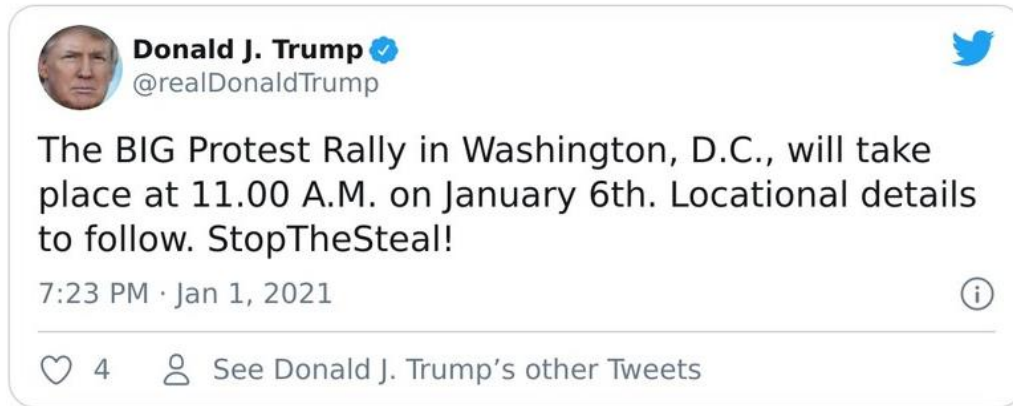 Donald J. Trump
@realDonaldTrump
The BIG Protest Rally in Washington, D.C., will take
place at 11.00 A.M. on January 6th. Locational details
to follow. StopTheSteal!
7:23 PM · Jan 1, 2021
4 See Donald J. Trump’s other Tweets